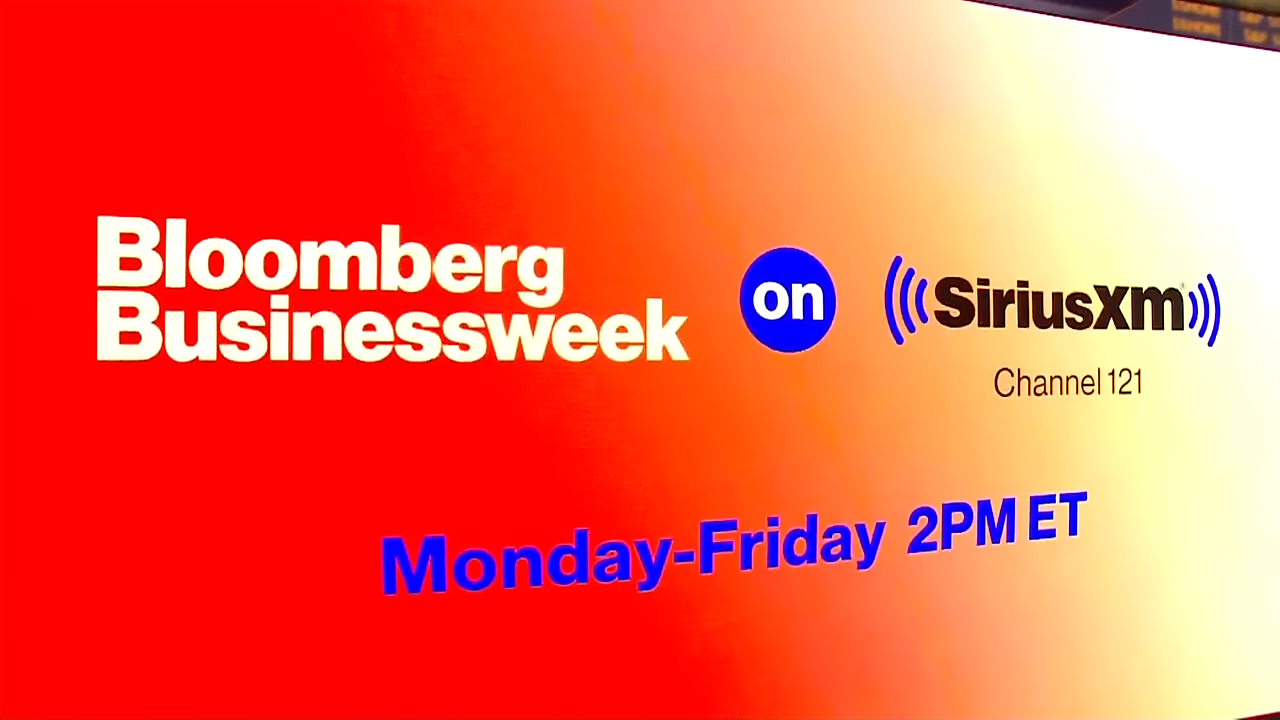 Bloomberg
Businessweek
on
SiriusXm
Channel 121
Monday-Friday 2PM ET